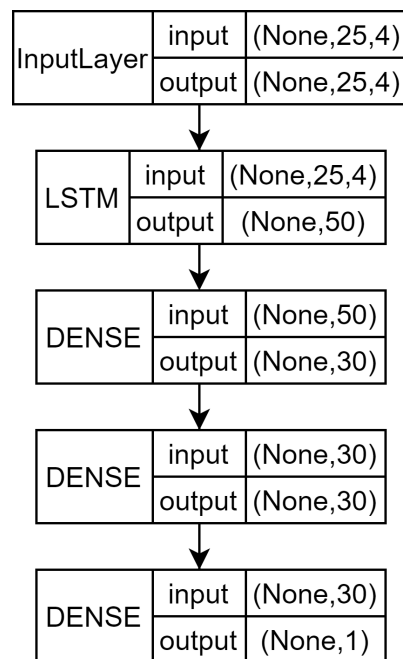 InputLayer
input (None,25,4)
output (None,25,4)
LSTM
input (None,25,4)
output (None,50)
DENSE
input (None,50)
output (None,30)
DENSE
input (None,30)
output (None,30)
DENSE
input (None,30)
output (None,1)